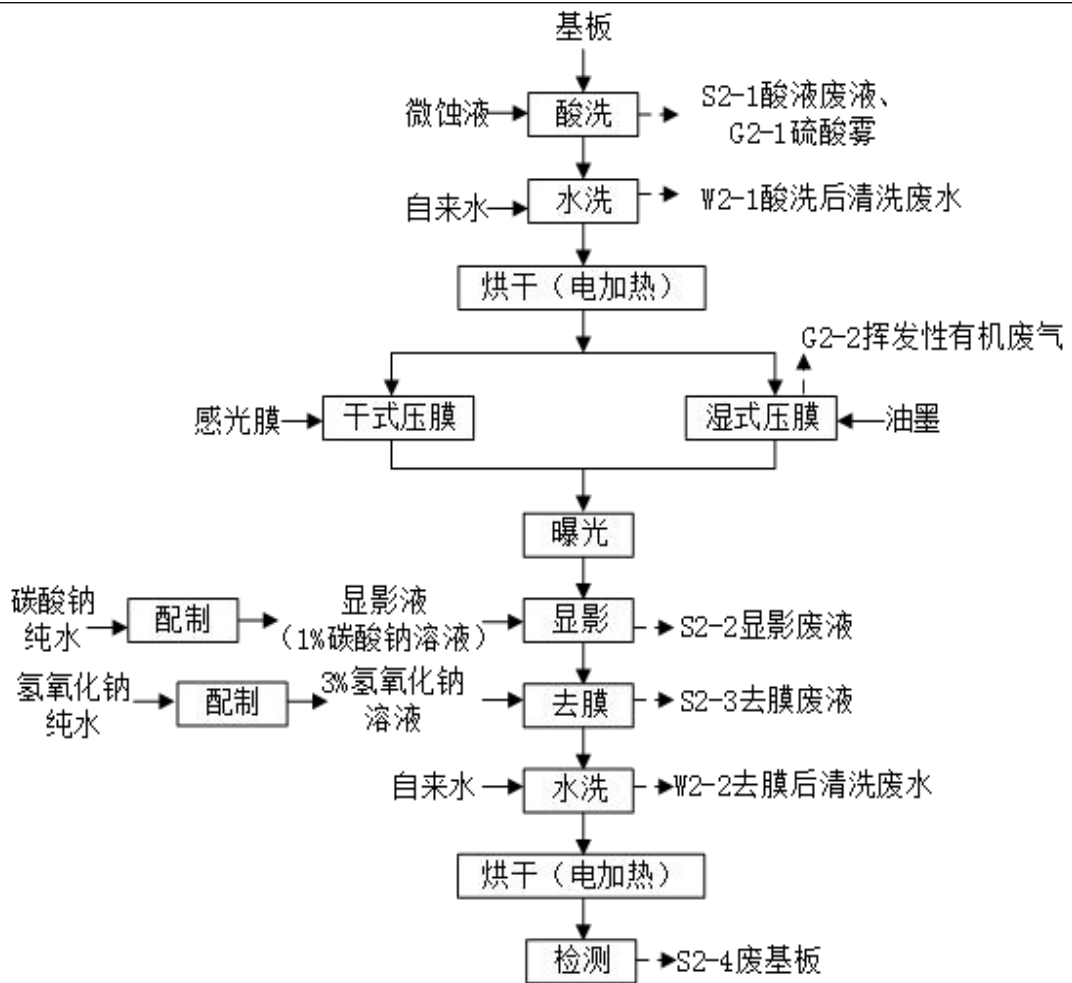 基板
微蚀液
酸洗
S2-1酸液废液、
G2-1硫酸雾
自来水
水洗
W2-1酸洗后清洗废水
烘干（电加热）
G2-2挥发性有机废气
感光膜
干式压膜
湿式压膜
油墨
曝光
碳酸钠
纯水
配制
显影液
（1%碳酸钠溶液）
显影
S2-2显影废液
氢氧化钠
纯水
配制
3%氢氧化钠
溶液
去膜
S2-3去膜废液
自来水
水洗
W2-2去膜后清洗废水
烘干（电加热）
检测
S2-4废基板